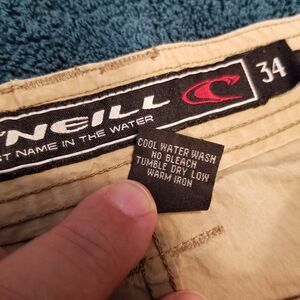 'NEILL
ST NAME IN THE WATER
34
COOL WATER WASH
NO BLEACH
TUMBLE DRY LOW
WARM IRON